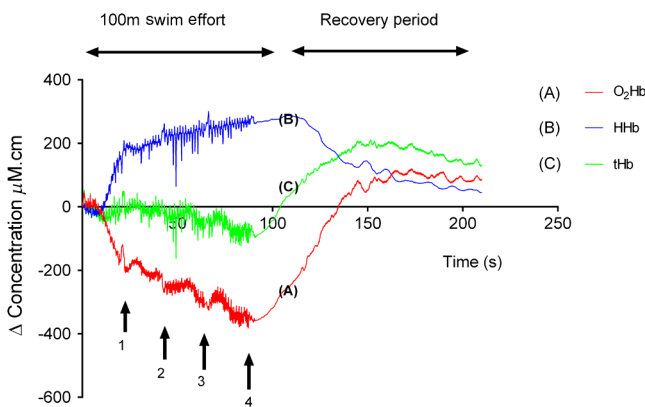 100m swim effort
Recovery period
Δ Concentration μM.cm
400
200
0
-200
-400
-600
50
100
150
200
250
Time (s)
(A) O₂Hb
(B) HHb
(C) tHb
(B)
(C)
(A)
1
2
3
4